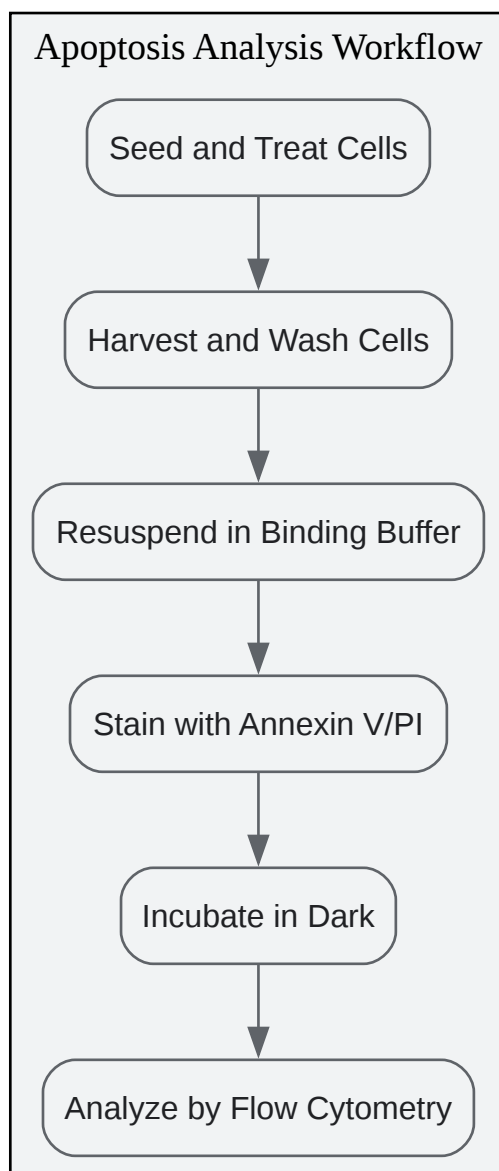 Apoptosis Analysis Workflow
Seed and Treat Cells
Harvest and Wash Cells
Resuspend in Binding Buffer
Stain with Annexin V/PI
Incubate in Dark
Analyze by Flow Cytometry